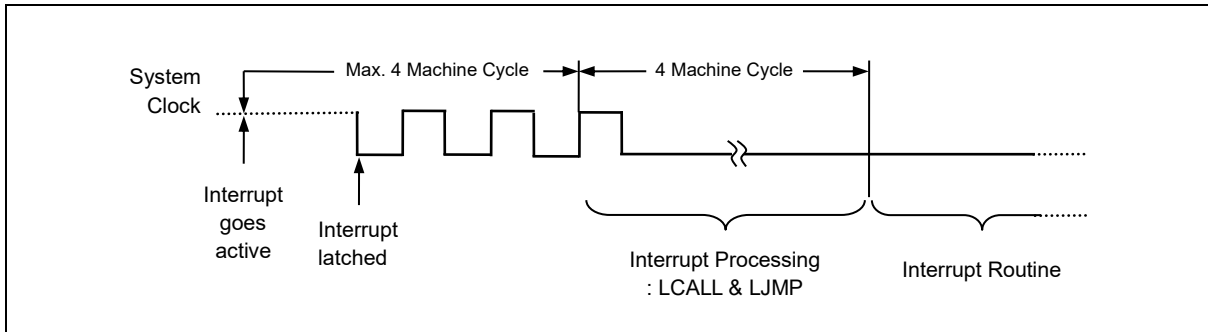 System
Clock
Max. 4 Machine Cycle
4 Machine Cycle
Interrupt
goes
active
Interrupt
latched
Interrupt Processing
: LCALL & LJMP
Interrupt Routine